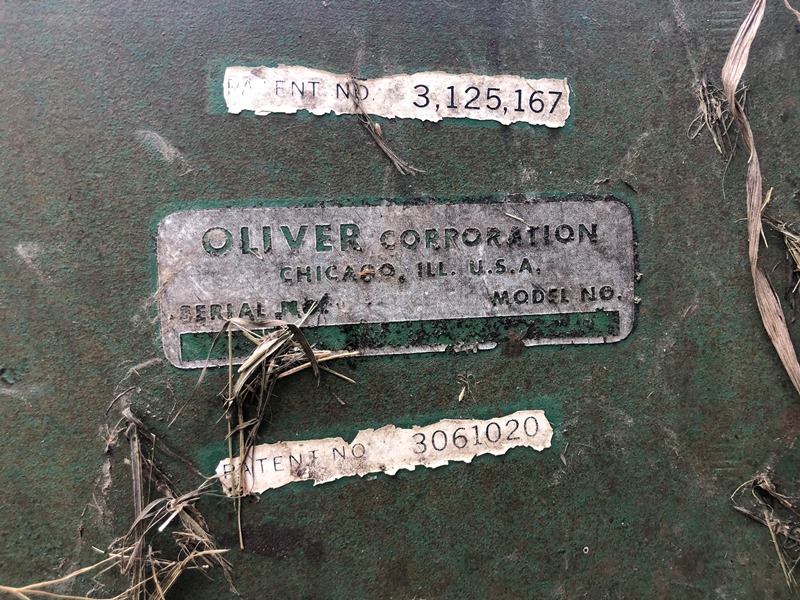 PATENT NO. 3,125,167
OLIVER CORPORATION
CHICAGO, ILL. U.S.A.
SERIAL NO. MODEL NO.
PATENT NO 3061020